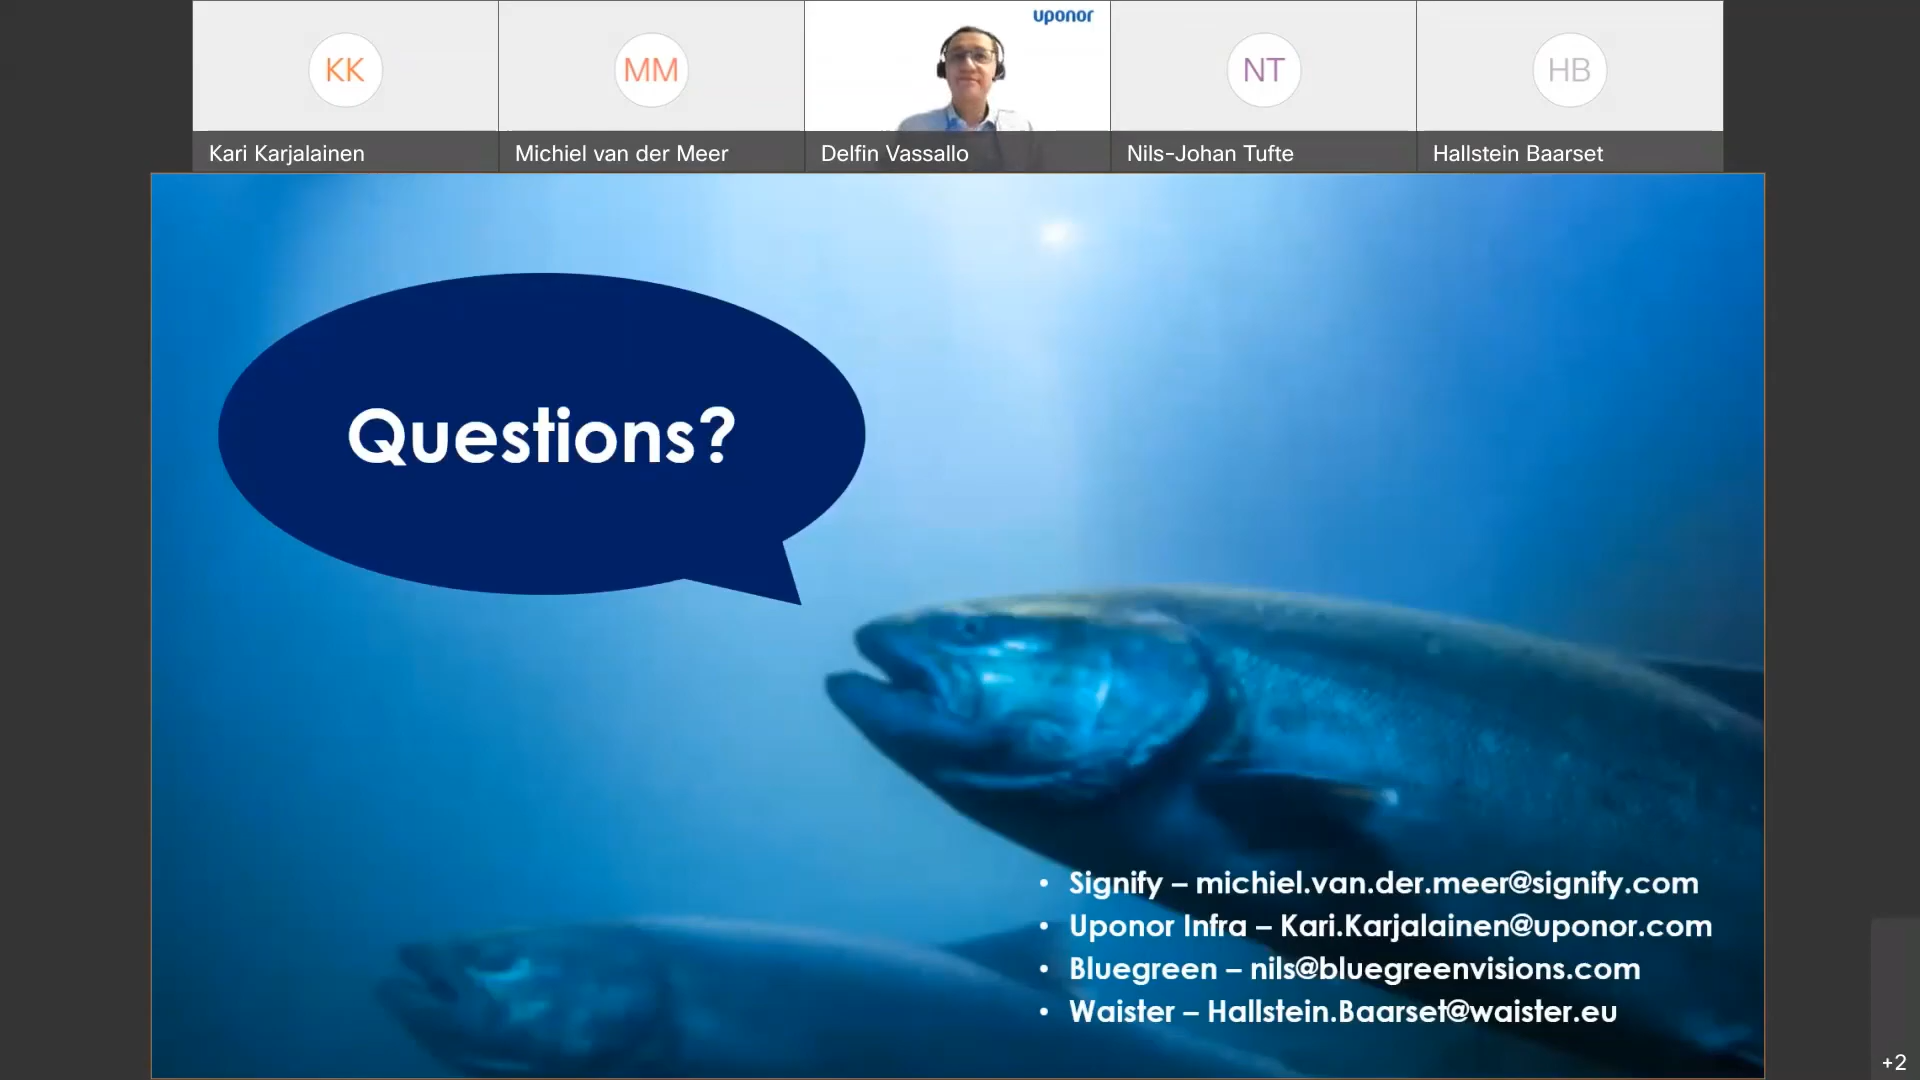 uponor
KK
MM
NT
HB
Kari Karjalainen
Michiel van der Meer
Delfin Vassallo
Nils-Johan Tufte
Hallstein Baarset
Questions?
• Signify – michiel.van.der.meer@signify.com
• Uponor Infra – Kari.Karjalainen@uponor.com
• Bluegreen – nils@bluegreenvisions.com
• Waister – Hallstein.Baarset@waister.eu
+2